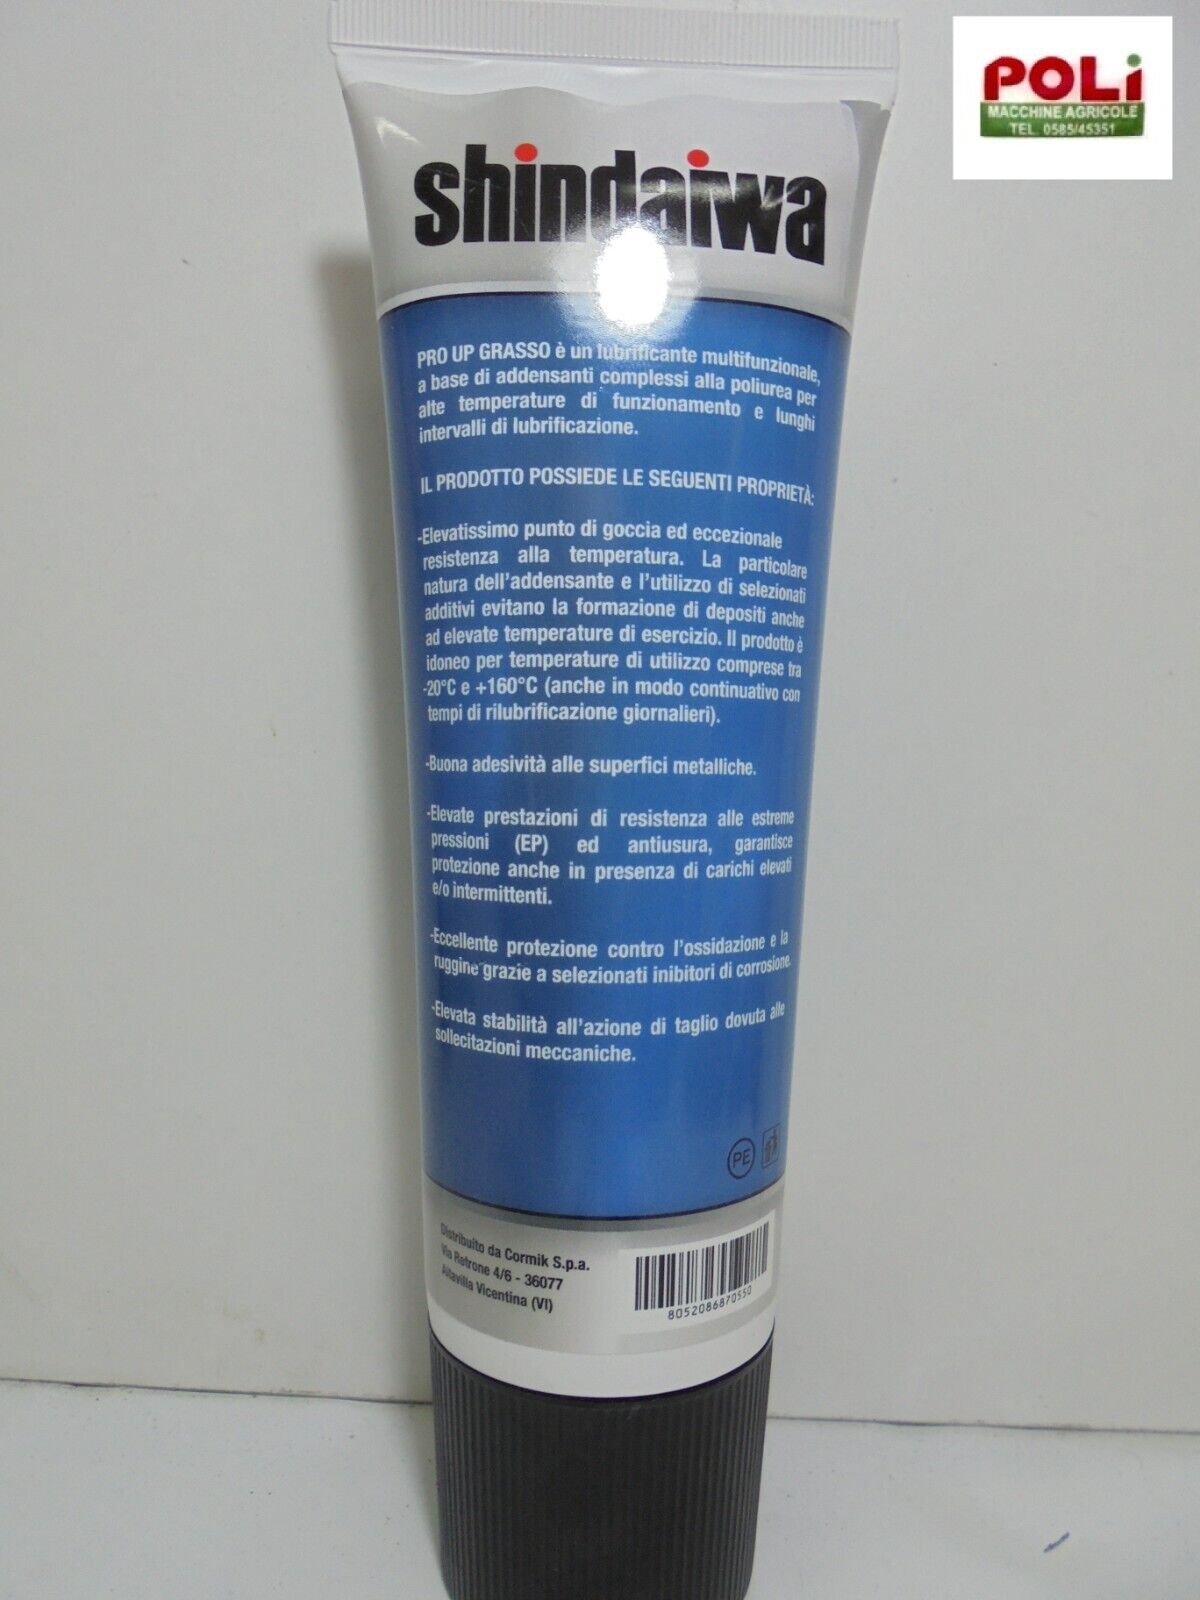 POLi
MACCHINE AGRICOLE
TEL. 0585/45351
shindaiwa
PRO UP GRASSO è un lubrificante multifunzionale,
a base di addensanti complessi alla poliurea per
alte temperature di funzionamento e lunghi
intervalli di lubrificazione.
IL PRODOTTO POSSIEDE LE SEGUENTI PROPRIETÀ:
-Elevatissimo punto di goccia ed eccezionale
resistenza alla temperatura. La particolare
natura dell'addensante e l'utilizzo di selezionati
additivi evitano la formazione di depositi anche
ad elevate temperature di esercizio. Il prodotto è
idoneo per temperature di utilizzo comprese tra
-20°C e +160°C (anche in modo continuativo con
tempi di rilubrificazione giornalieri).
-Buona adesività alle superfici metalliche.
-Elevate prestazioni di resistenza alle estreme
pressioni (EP) ed antiusura, garantisce
protezione anche in presenza di carichi elevati
e/o intermittenti.
-Eccellente protezione contro l'ossidazione e la
ruggine grazie a selezionati inibitori di corrosione.
-Elevata stabilità all'azione di taglio dovuta alle
sollecitazioni meccaniche.
PE
Distribuito da Cormik S.p.a.
Via Retrone 4/6 - 36077
Altavilla Vicentina (VI)
8052086870550